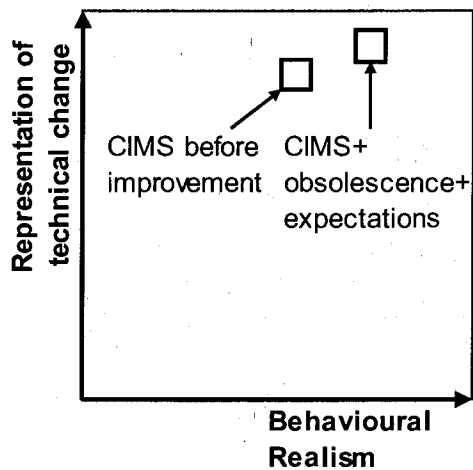 Representation of
technical change
CIMS before
improvement
CIMS+
obsolescence+
expectations
Behavioural
Realism